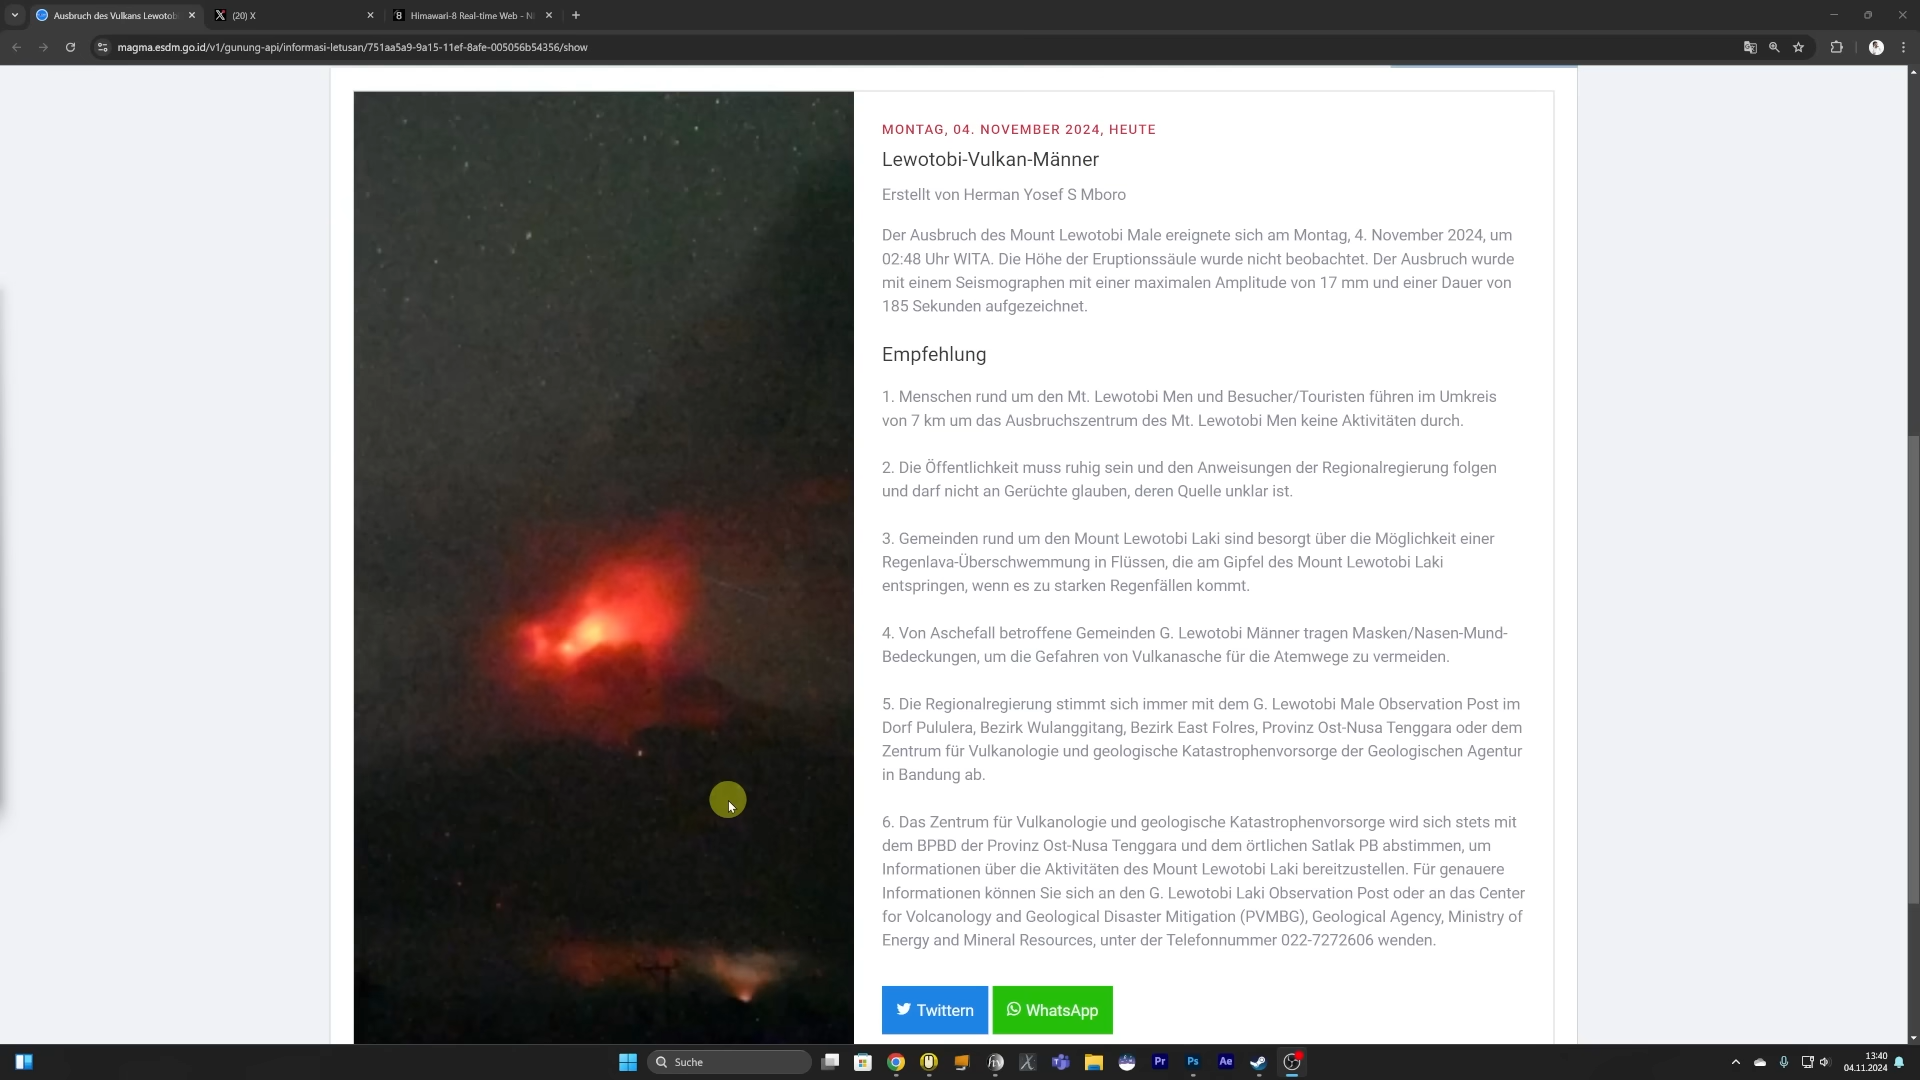 Ausbruch des Vulkans Lewotobi
(20) X
Himawari-8 Real-time Web - NI
magma.esdm.go.id/v1/gunung-api/informasi-letusan/751aa5a9-9a15-11ef-8afe-005056b54356/show
MONTAG, 04. NOVEMBER 2024, HEUTE
Lewotobi-Vulkan-Männer
Erstellt von Herman Yosef S Mboro
Der Ausbruch des Mount Lewotobi Male ereignete sich am Montag, 4. November 2024, um
02:48 Uhr WITA. Die Höhe der Eruptionssäule wurde nicht beobachtet. Der Ausbruch wurde
mit einem Seismographen mit einer maximalen Amplitude von 17 mm und einer Dauer von
185 Sekunden aufgezeichnet.
Empfehlung
1. Menschen rund um den Mt. Lewotobi Men und Besucher/Touristen führen im Umkreis
von 7 km um das Ausbruchszentrum des Mt. Lewotobi Men keine Aktivitäten durch.
2. Die Öffentlichkeit muss ruhig sein und den Anweisungen der Regionalregierung folgen
und darf nicht an Gerüchte glauben, deren Quelle unklar ist.
3. Gemeinden rund um den Mount Lewotobi Laki sind besorgt über die Möglichkeit einer
Regenlava-Überschwemmung in Flüssen, die am Gipfel des Mount Lewotobi Laki
entspringen, wenn es zu starken Regenfällen kommt.
4. Von Aschefall betroffene Gemeinden G. Lewotobi Männer tragen Masken/Nasen-Mund-
Bedeckungen, um die Gefahren von Vulkanasche für die Atemwege zu vermeiden.
5. Die Regionalregierung stimmt sich immer mit dem G. Lewotobi Male Observation Post im
Dorf Pululera, Bezirk Wulanggitang, Bezirk East Folres, Provinz Ost-Nusa Tenggara oder dem
Zentrum für Vulkanologie und geologische Katastrophenvorsorge der Geologischen Agentur
in Bandung ab.
6. Das Zentrum für Vulkanologie und geologische Katastrophenvorsorge wird sich stets mit
dem BPBD der Provinz Ost-Nusa Tenggara und dem örtlichen Satlak PB abstimmen, um
Informationen über die Aktivitäten des Mount Lewotobi Laki bereitzustellen. Für genauere
Informationen können Sie sich an den G. Lewotobi Laki Observation Post oder an das Center
for Volcanology and Geological Disaster Mitigation (PVMBG), Geological Agency, Ministry of
Energy and Mineral Resources, unter der Telefonnummer 022-7272606 wenden.
Twittern WhatsApp
Suche
Pr Ps Ae
13:40
04.11.2024